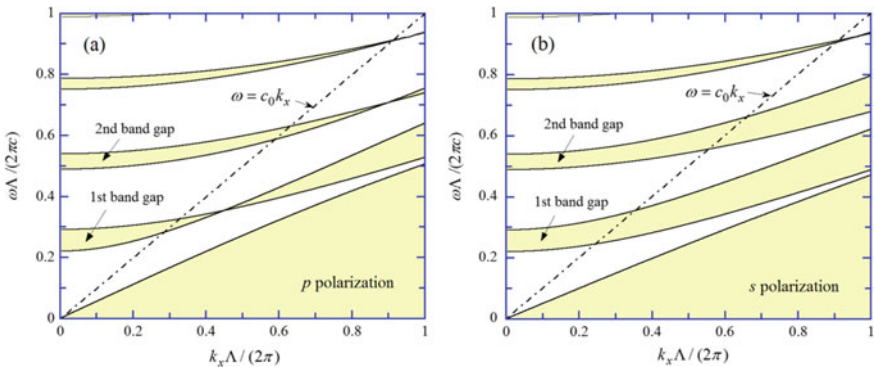 (a)
ω = c₀kₓ
2nd band gap
1st band gap
p polarization
ωΛ/(2πc)
1
0.8
0.6
0.4
0.2
0
0 0.2 0.4 0.6 0.8 1
kₓΛ/(2π)
(b)
ω = c₀kₓ
2nd band gap
1st band gap
s polarization
ωΛ/(2πc)
1
0.8
0.6
0.4
0.2
0
0 0.2 0.4 0.6 0.8 1
kₓΛ/(2π)